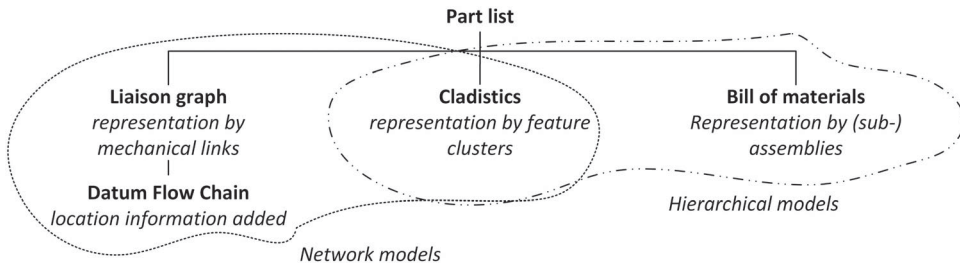 Part list
Liaison graph
representation by
mechanical links
Datum Flow Chain
location information added
Cladistics
representation by feature
clusters
Bill of materials
Representation by (sub-)
assemblies
Hierarchical models
Network models